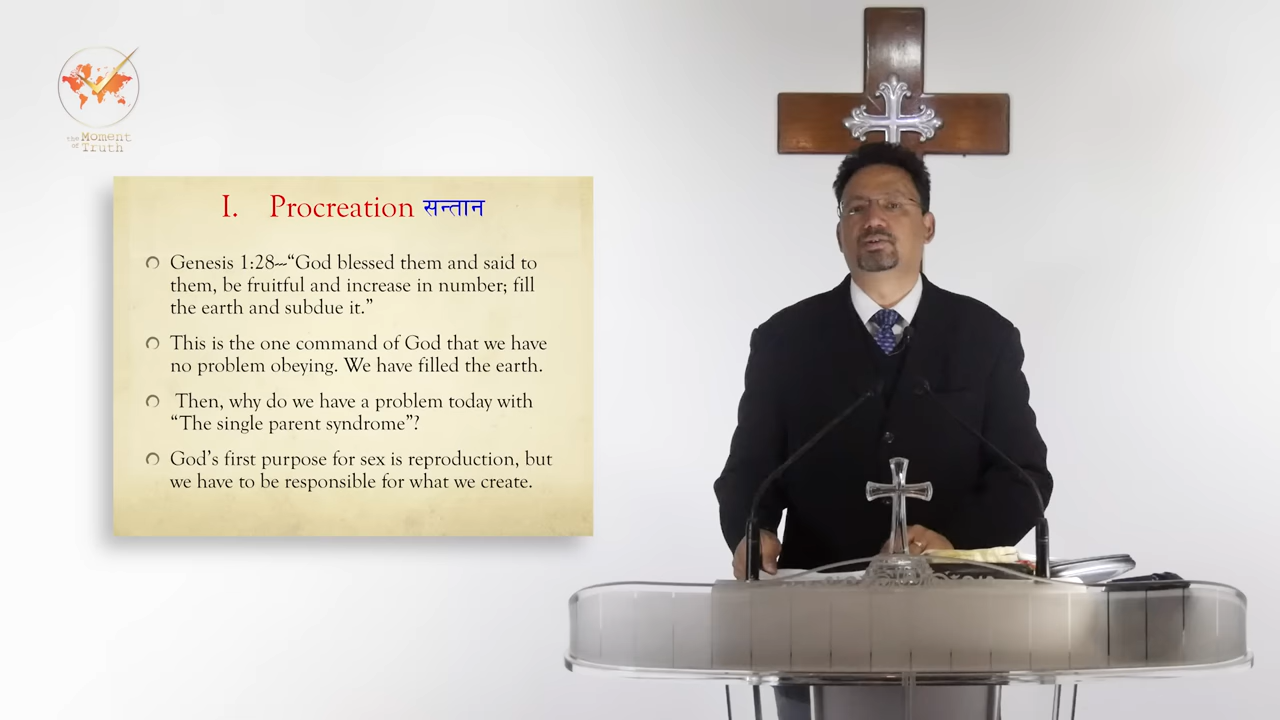 the Moment
of Truth
I. Procreation सन्तान
Genesis 1:28--“God blessed them and said to
them, be fruitful and increase in number; fill
the earth and subdue it.”
This is the one command of God that we have
no problem obeying. We have filled the earth.
Then, why do we have a problem today with
“The single parent syndrome”?
God’s first purpose for sex is reproduction, but
we have to be responsible for what we create.